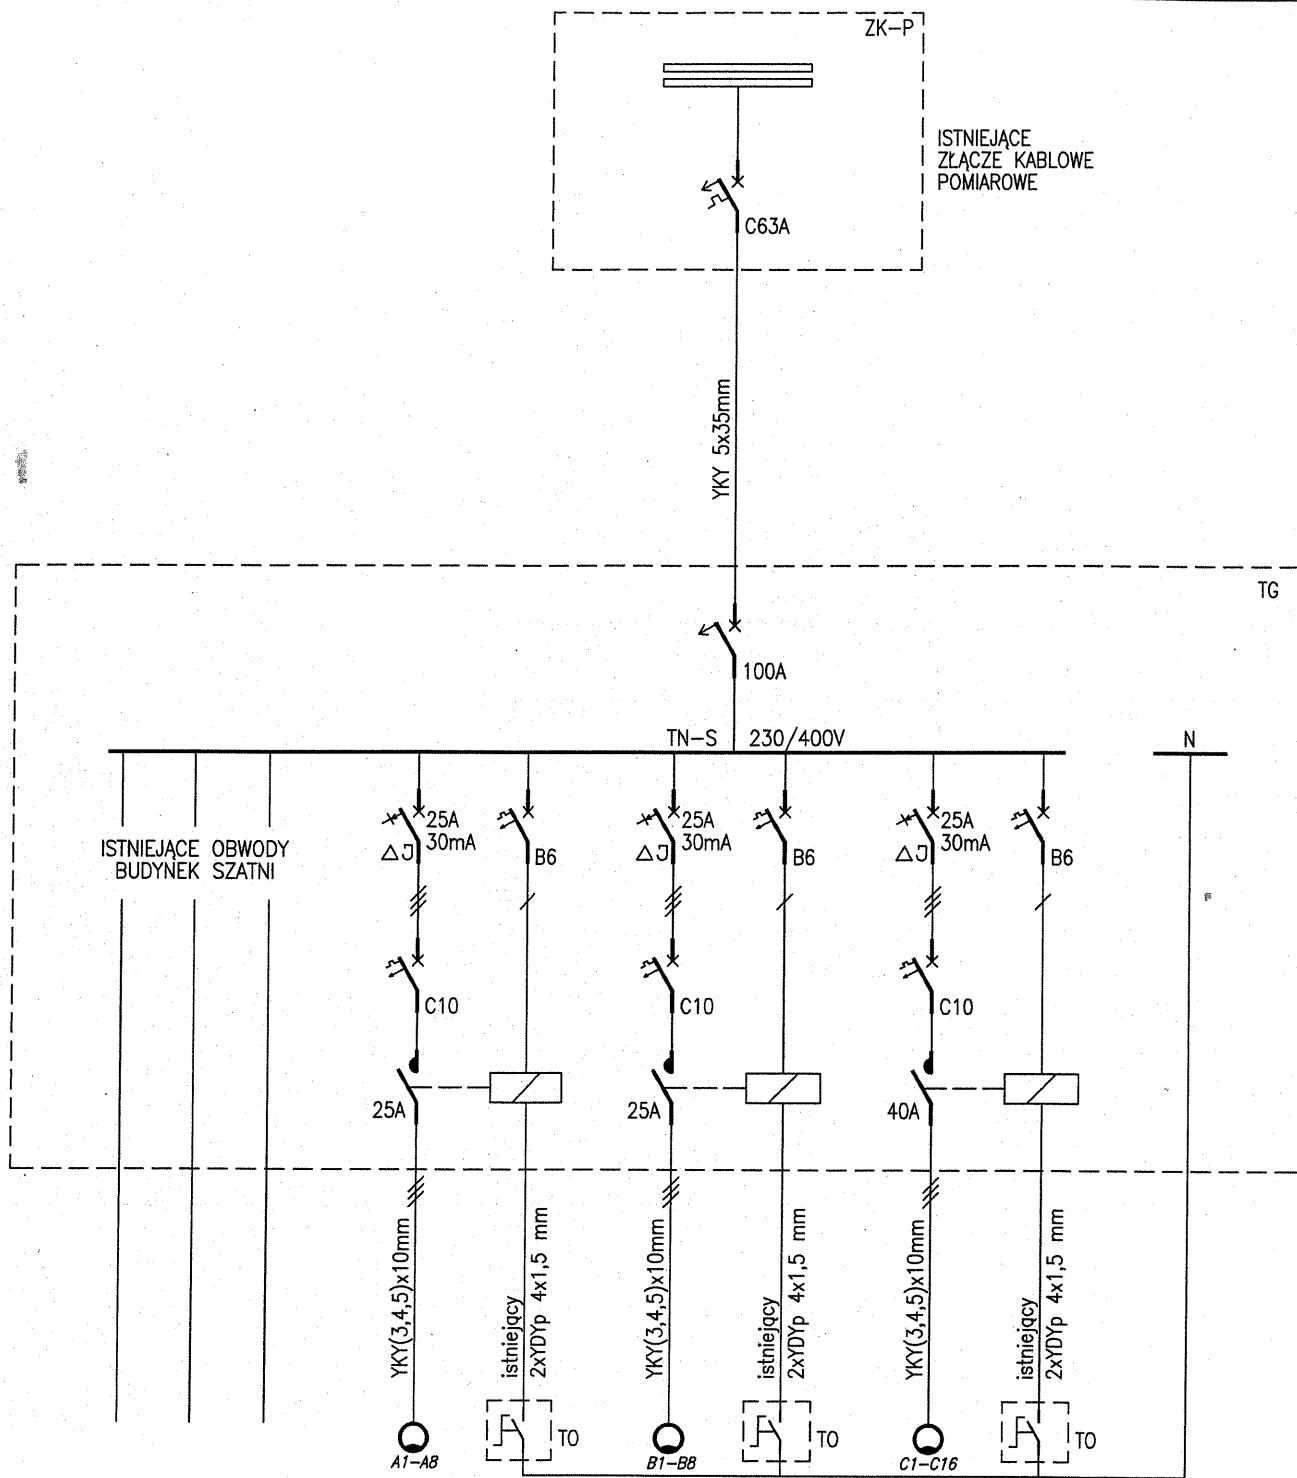 ZK-P
ISTNIEJĄCE
ZŁĄCZE KABLOWE
POMIAROWE
C63A
YKY 5x35mm
TG
100A
TN-S 230/400V
N
ISTNIEJĄCE OBWODY
BUDYNEK SZATNI
25A
30mA
△J
B6
25A
30mA
△J
B6
25A
30mA
△J
B6
C10
C10
C10
25A
25A
40A
YKY(3,4,5)x10mm
istniejący
2xYDYp 4x1,5 mm
YKY(3,4,5)x10mm
istniejący
2xYDYp 4x1,5 mm
YKY(3,4,5)x10mm
istniejący
2xYDYp 4x1,5 mm
TO
TO
TO
A1-A8
B1-B8
C1-C16